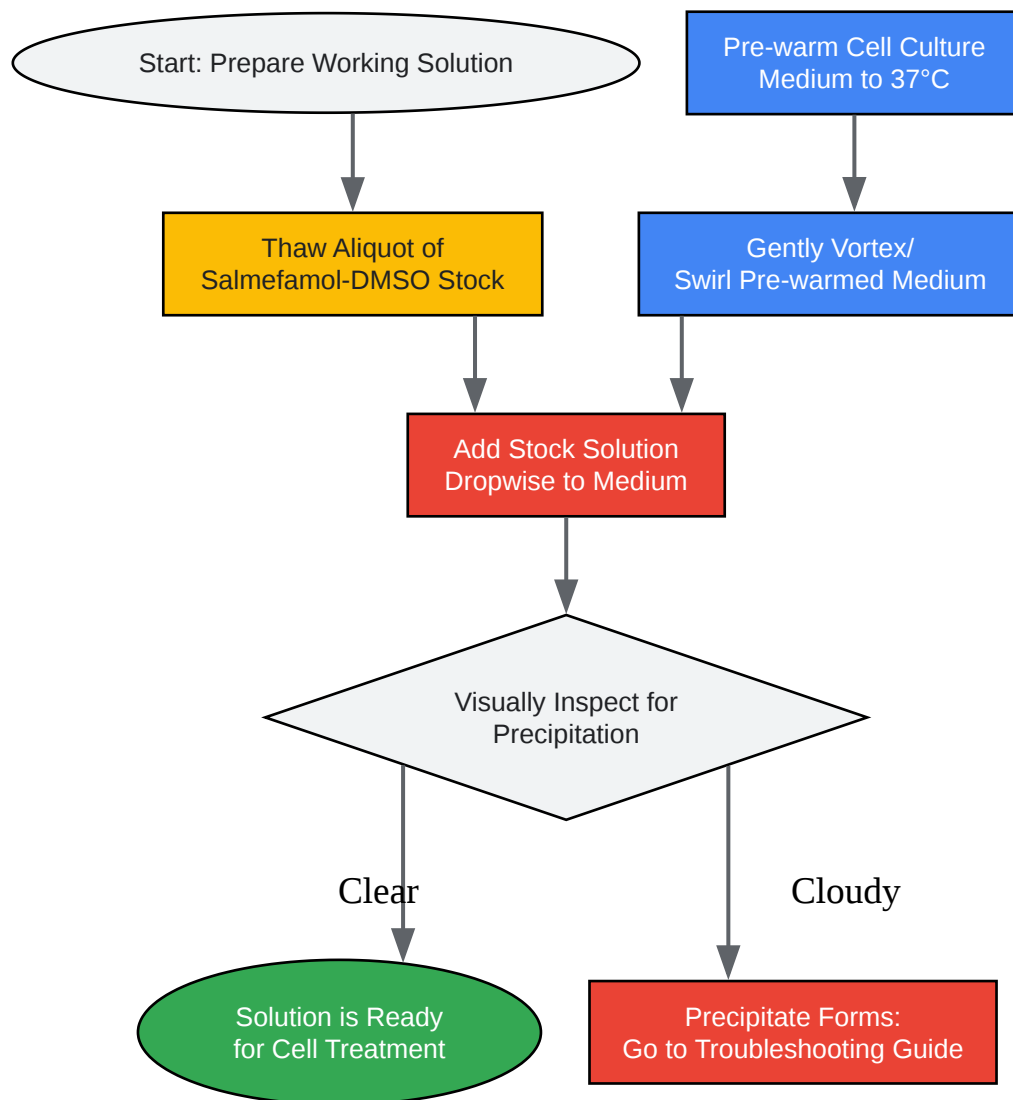 Start: Prepare Working Solution
Pre-warm Cell Culture
Medium to 37°C
Thaw Aliquot of
Salmefamol-DMSO Stock
Gently Vortex/
Swirl Pre-warmed Medium
Add Stock Solution
Dropwise to Medium
Visually Inspect for
Precipitation
Clear
Cloudy
Solution is Ready
for Cell Treatment
Precipitate Forms:
Go to Troubleshooting Guide